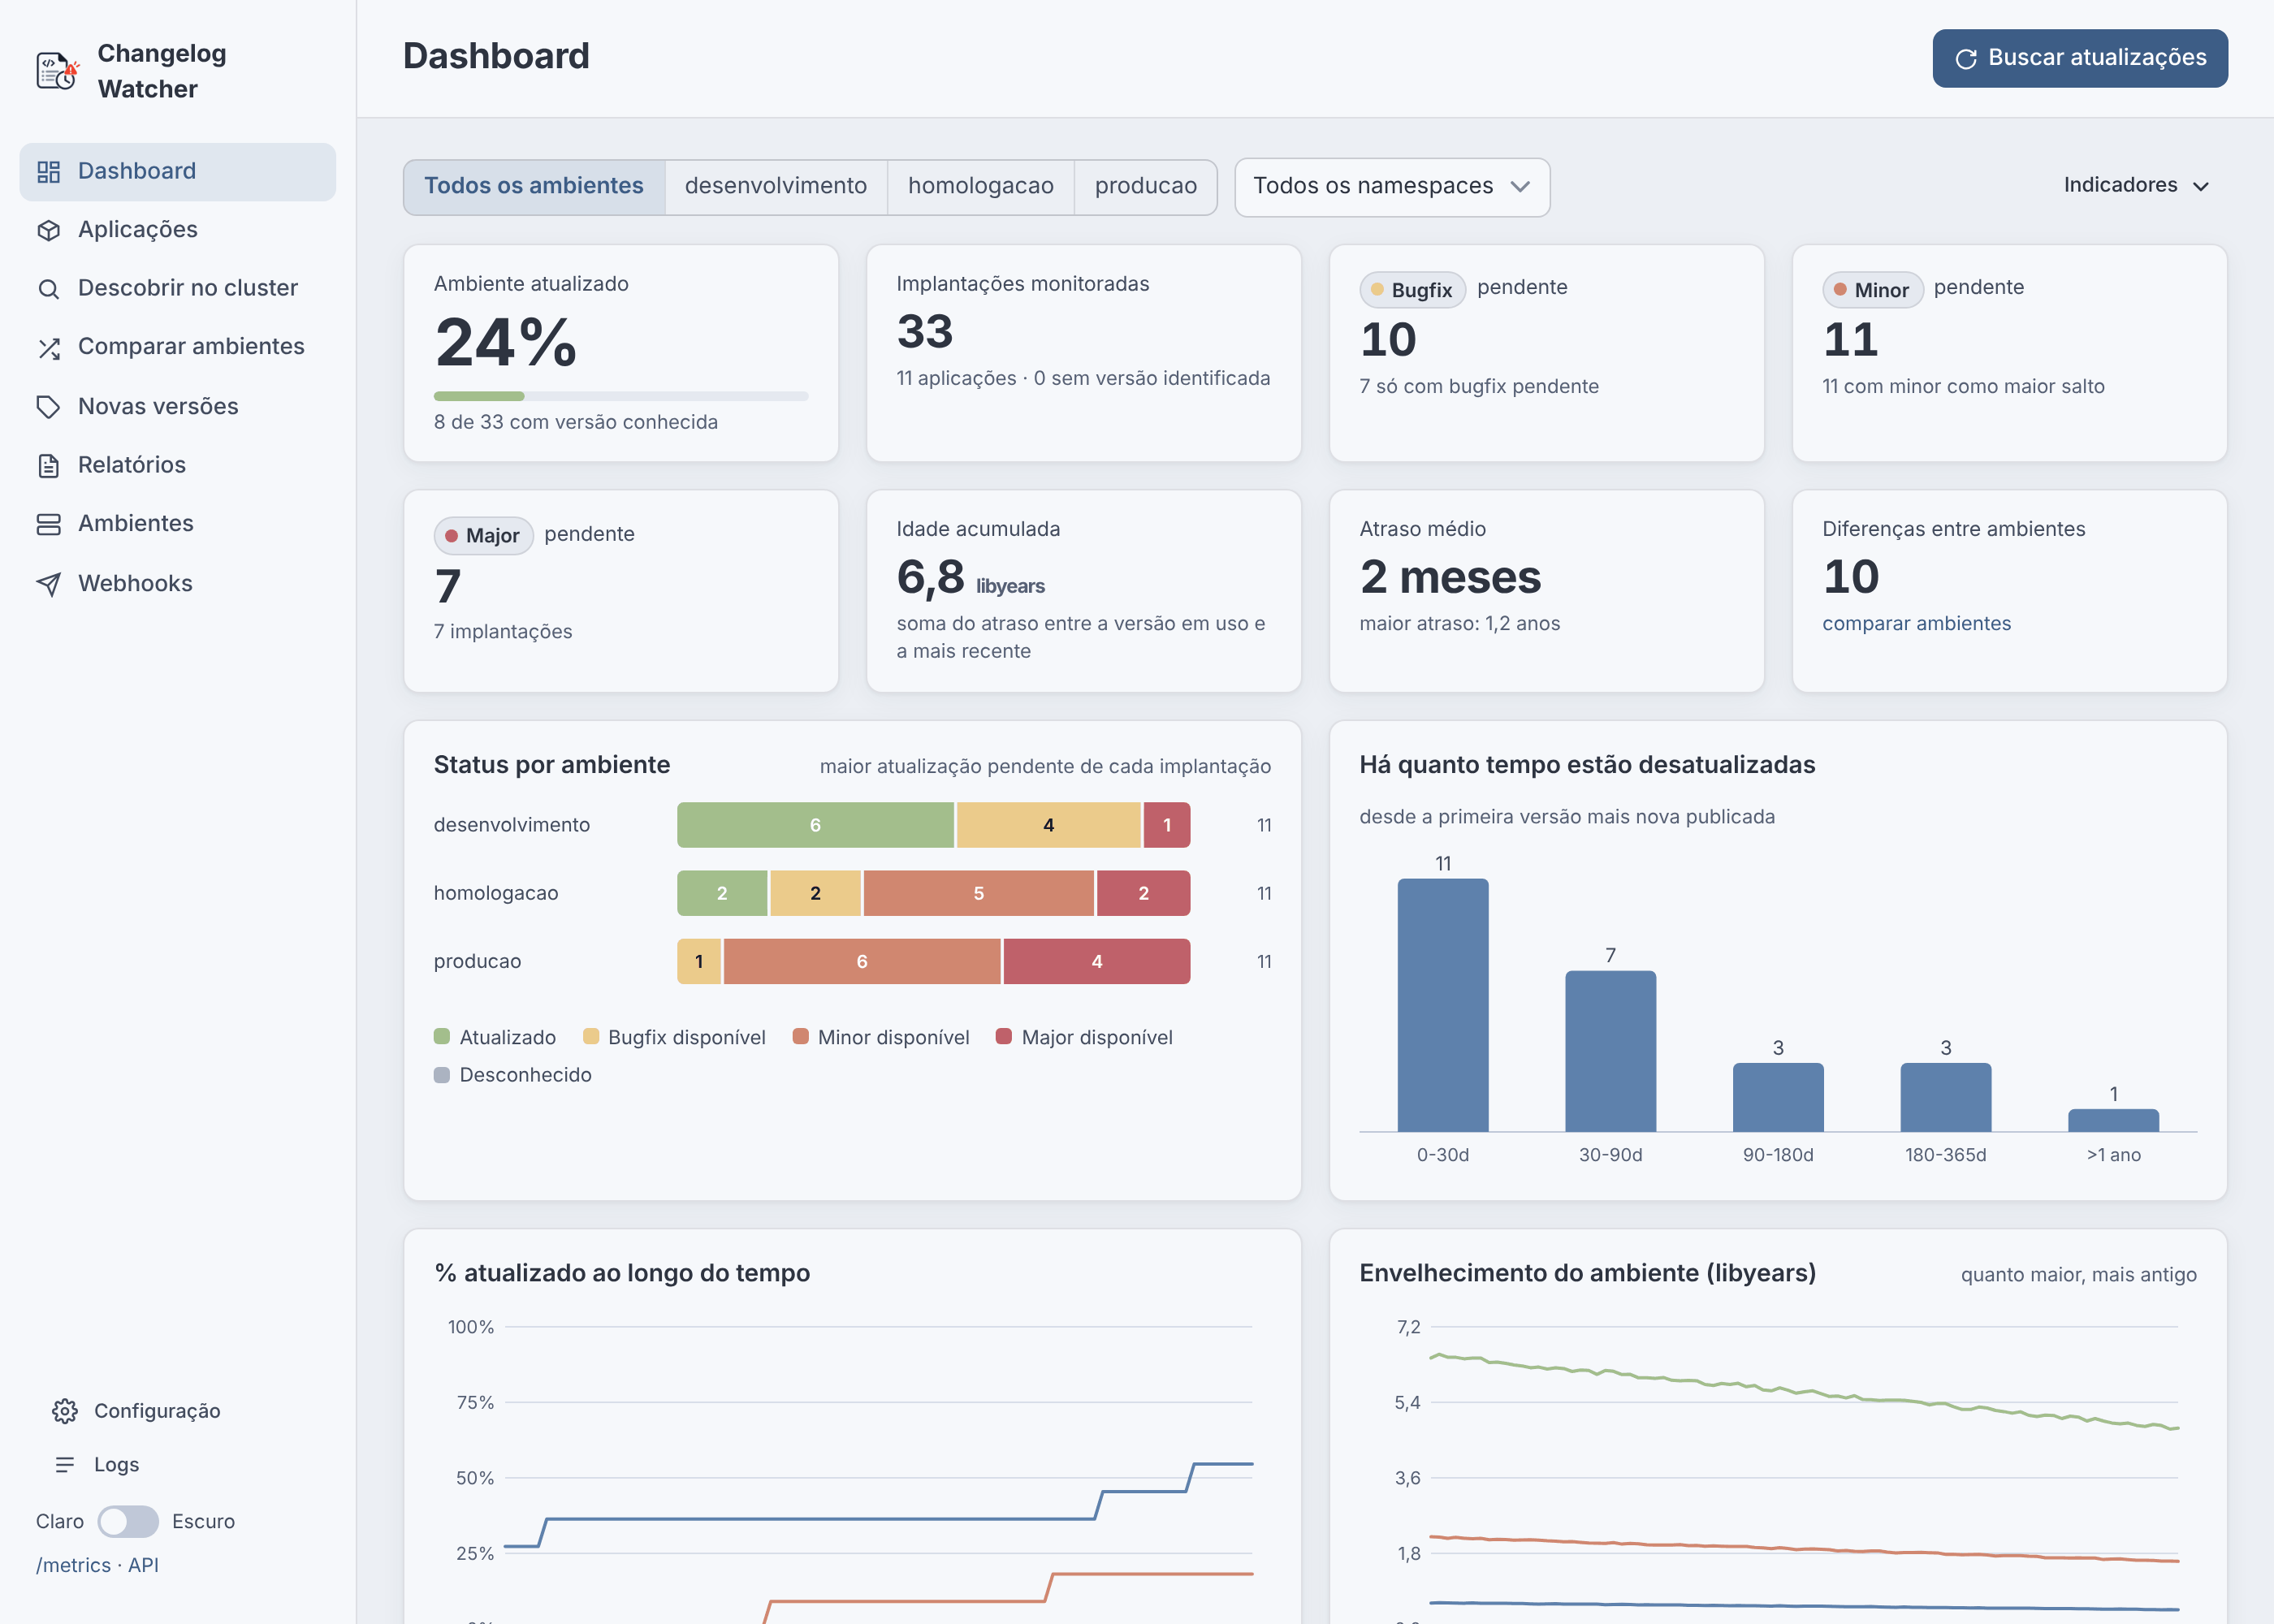 Changelog
Watcher
Dashboard
Aplicações
Descobrir no cluster
Comparar ambientes
Novas versões
Relatórios
Ambientes
Webhooks
Configuração
Logs
Claro Escuro
/metrics · API
Dashboard
Buscar atualizações
Todos os ambientes desenvolvimento homologacao producao Todos os namespaces Indicadores
Ambiente atualizado
24%
8 de 33 com versão conhecida
Implantações monitoradas
33
11 aplicações · 0 sem versão identificada
Bugfix pendente
10
7 só com bugfix pendente
Minor pendente
11
11 com minor como maior salto
Major pendente
7
7 implantações
Idade acumulada
6,8 libyears
soma do atraso entre a versão em uso e
a mais recente
Atraso médio
2 meses
maior atraso: 1,2 anos
Diferenças entre ambientes
10
comparar ambientes
Status por ambiente maior atualização pendente de cada implantação
desenvolvimento 6 4 1 11
homologacao 2 2 5 2 11
producao 1 6 4 11
Atualizado Bugfix disponível Minor disponível Major disponível
Desconhecido
Há quanto tempo estão desatualizadas
desde a primeira versão mais nova publicada
11 7 3 3 1
0-30d 30-90d 90-180d 180-365d >1 ano
% atualizado ao longo do tempo
100%
75%
50%
25%
Envelhecimento do ambiente (libyears) quanto maior, mais antigo
7,2
5,4
3,6
1,8